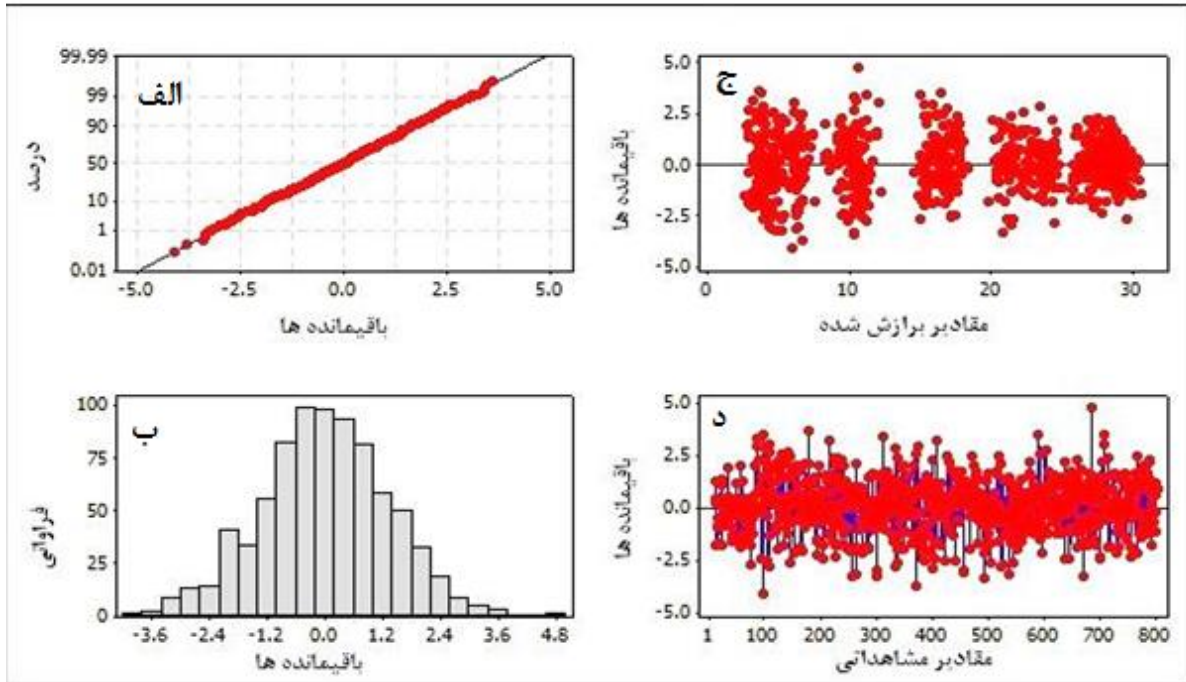 الف
99.99
99
90
50
10
1
0.01
درصد
-5.0 -2.5 0.0 2.5 5.0
باقیمانده ها
ج
5.0
2.5
0.0
-2.5
-5.0
باقیمانده ها
0 10 20 30
مقادیر برازش شده
ب
100
75
50
25
0
فراوانی
-3.6 -2.4 -1.2 0.0 1.2 2.4 3.6 4.8
باقیمانده ها
د
5.0
2.5
0.0
-2.5
-5.0
باقیمانده ها
1 100 200 300 400 500 600 700 800
مقادیر مشاهداتی